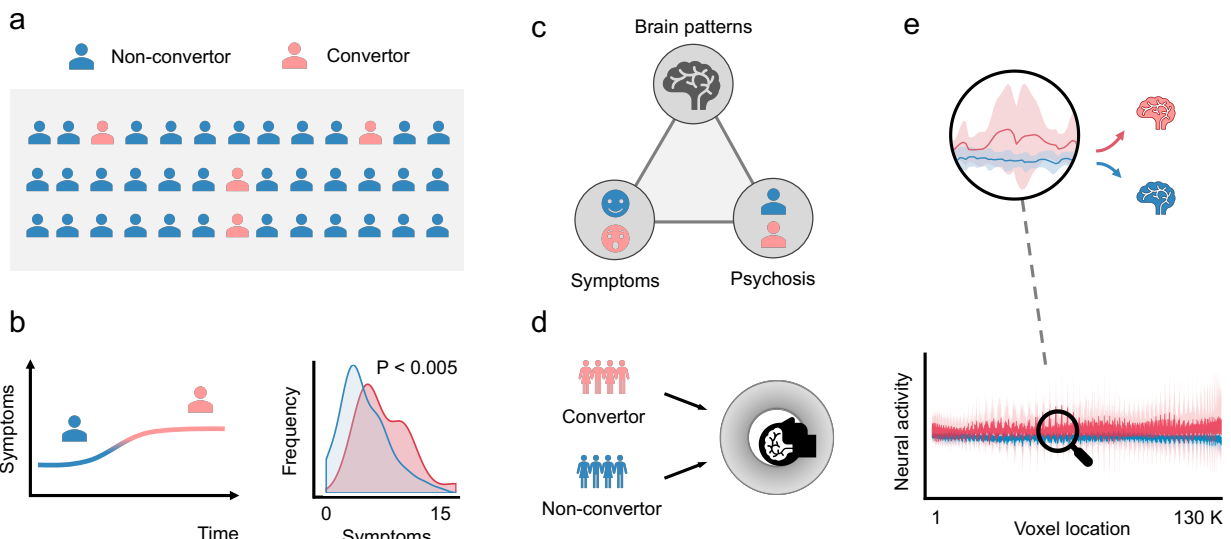 a
Non-convertor
Convertor
b
Symptoms
Time
P < 0.005
Frequency
0
15
Symptoms
c
Brain patterns
Symptoms
Psychosis
d
Convertor
Non-convertor
e
Neural activity
1
130 K
Voxel location